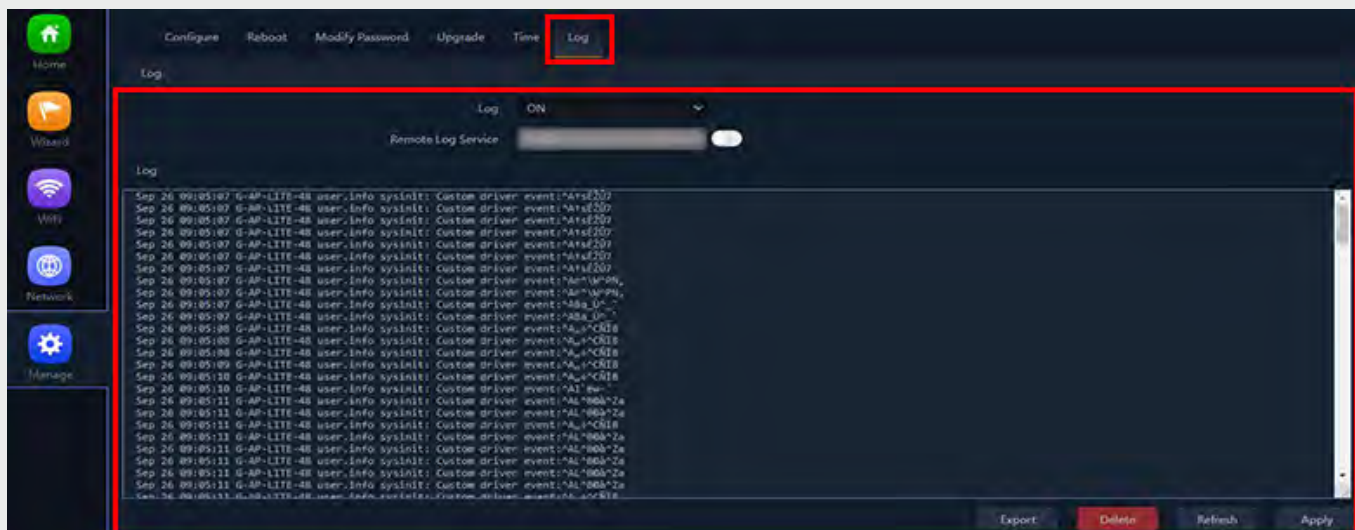 Home
Configure Reboot Modify Password Upgrade Time Log
Log
Wizard
Log ON
Remote Log Service
WiFi
Log
Network
Manage
Sep 26 09:05:07 G-AP-LITE-48 user.info sysinit: Custom driver event:
Sep 26 09:05:07 G-AP-LITE-48 user.info sysinit: Custom driver event:
Sep 26 09:05:07 G-AP-LITE-48 user.info sysinit: Custom driver event:
Sep 26 09:05:07 G-AP-LITE-48 user.info sysinit: Custom driver event:
Sep 26 09:05:07 G-AP-LITE-48 user.info sysinit: Custom driver event:
Sep 26 09:05:07 G-AP-LITE-48 user.info sysinit: Custom driver event:
Sep 26 09:05:07 G-AP-LITE-48 user.info sysinit: Custom driver event:
Sep 26 09:05:07 G-AP-LITE-48 user.info sysinit: Custom driver event:
Sep 26 09:05:07 G-AP-LITE-48 user.info sysinit: Custom driver event:
Sep 26 09:05:07 G-AP-LITE-48 user.info sysinit: Custom driver event:
Sep 26 09:05:07 G-AP-LITE-48 user.info sysinit: Custom driver event:
Sep 26 09:05:08 G-AP-LITE-48 user.info sysinit: Custom driver event:
Sep 26 09:05:08 G-AP-LITE-48 user.info sysinit: Custom driver event:
Sep 26 09:05:08 G-AP-LITE-48 user.info sysinit: Custom driver event:
Sep 26 09:05:09 G-AP-LITE-48 user.info sysinit: Custom driver event:
Sep 26 09:05:10 G-AP-LITE-48 user.info sysinit: Custom driver event:
Sep 26 09:05:10 G-AP-LITE-48 user.info sysinit: Custom driver event:
Sep 26 09:05:11 G-AP-LITE-48 user.info sysinit: Custom driver event:
Sep 26 09:05:11 G-AP-LITE-48 user.info sysinit: Custom driver event:
Sep 26 09:05:11 G-AP-LITE-48 user.info sysinit: Custom driver event:
Sep 26 09:05:11 G-AP-LITE-48 user.info sysinit: Custom driver event:
Sep 26 09:05:11 G-AP-LITE-48 user.info sysinit: Custom driver event:
Sep 26 09:05:11 G-AP-LITE-48 user.info sysinit: Custom driver event:
Sep 26 09:05:11 G-AP-LITE-48 user.info sysinit: Custom driver event:
Sep 26 09:05:11 G-AP-LITE-48 user.info sysinit: Custom driver event:
Export Delete Refresh Apply